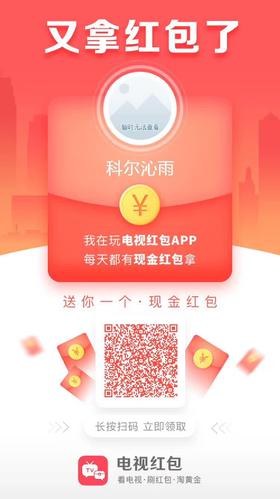 又拿红包了
暂时无法查看
科尔沁雨
我在玩电视红包APP
每天都有现金红包拿
送你一个·现金红包
长按扫码 立即领取
TV
电视红包
看电视·刷红包·淘黄金